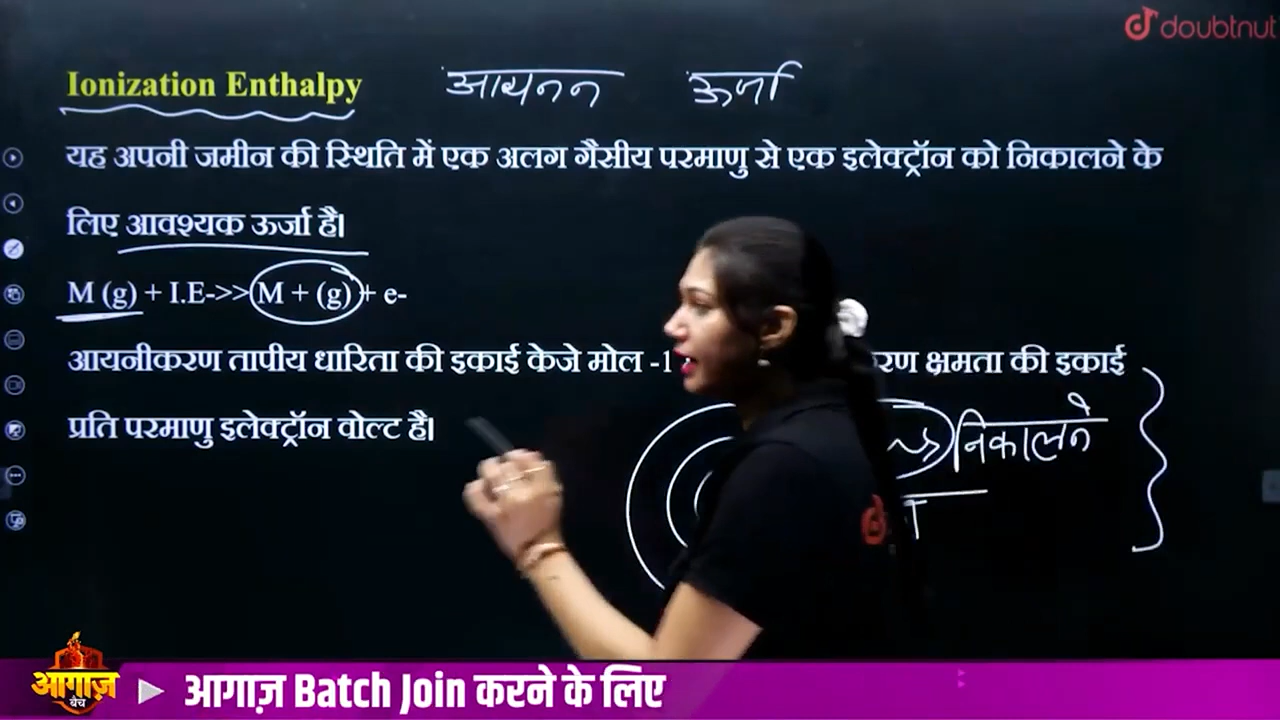 doubtnut
Ionization Enthalpy आयनन ऊर्जा
यह अपनी जमीन की स्थिति में एक अलग गैसीय परमाणु से एक इलेक्ट्रॉन को निकालने के
लिए आवश्यक ऊर्जा है।
M (g) + I.E->>M + (g) + e-
आयनीकरण तापीय धारिता की इकाई केजे मोल -1 रण क्षमता की इकाई
प्रति परमाणु इलेक्ट्रॉन वोल्ट है।
निकालने
आगाज़ बैच
आगाज़ Batch Join करने के लिए